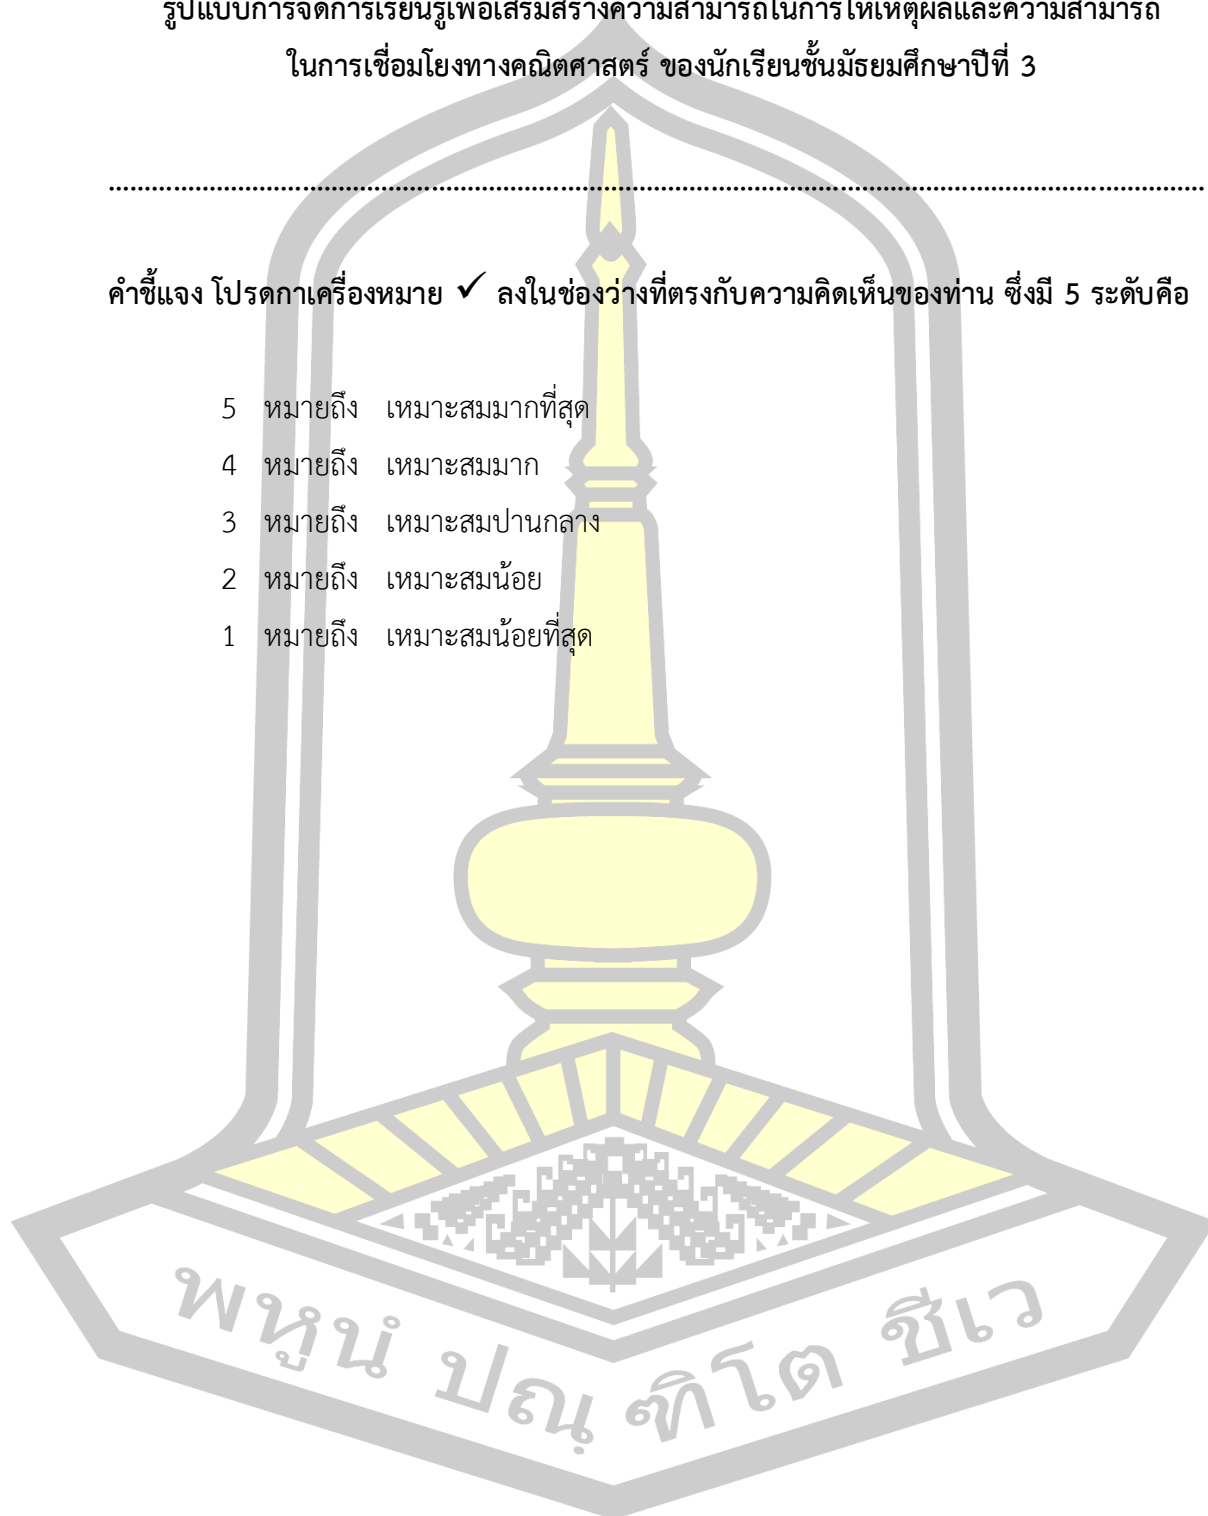 รูปแบบการจัดการเรียนรู้เพื่อเสริมสร้างความสามารถในการให้เหตุผลและความสามารถ
ในการเชื่อมโยงทางคณิตศาสตร์ ของนักเรียนชั้นมัธยมศึกษาปีที่ 3
คำชี้แจง โปรดกาเครื่องหมาย ✓ ลงในช่องว่างที่ตรงกับความคิดเห็นของท่าน ซึ่งมี 5 ระดับคือ
5 หมายถึง เหมาะสมมากที่สุด
4 หมายถึง เหมาะสมมาก
3 หมายถึง เหมาะสมปานกลาง
2 หมายถึง เหมาะสมน้อย
1 หมายถึง เหมาะสมน้อยที่สุด
พหูนํ ปณฺฑิโต ชีเว